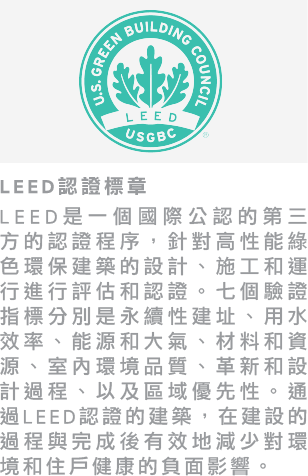 U.S. GREEN BUILDING COUNCIL
LEED
USGBC
®
LEED認證標章
LEED是一個國際公認的第三
方的認證程序，針對高性能綠
色環保建築的設計、施工和運
行進行評估和認證。七個驗證
指標分別是永續性建址、用水
效率、能源和大氣、材料和資
源、室內環境品質、革新和設
計過程、以及區域優先性。通
過LEED認證的建築，在建設的
過程與完成後有效地減少對環
境和住戶健康的負面影響。